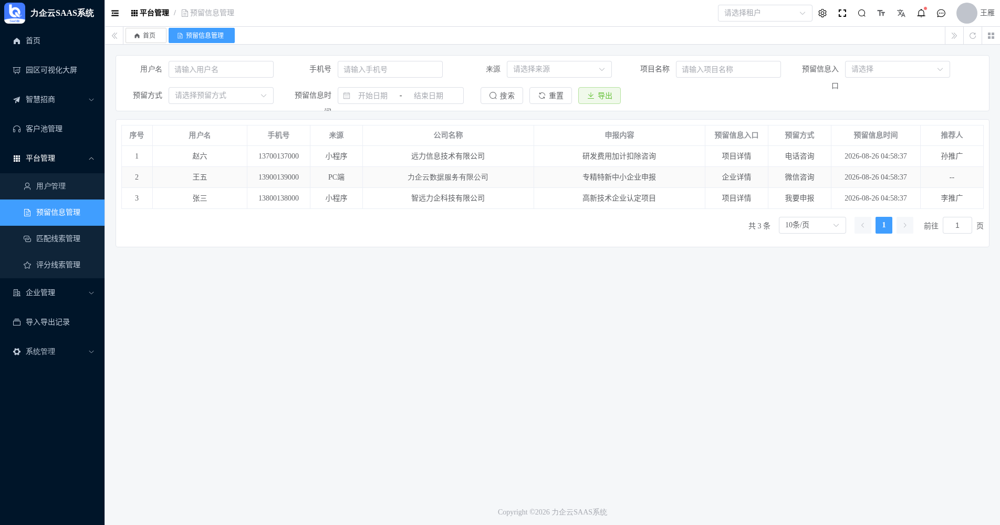 力企云SAAS系统
平台管理 / 预留信息管理
请选择租户
王雁
首页
预留信息管理
首页
园区可视化大屏
智慧招商
客户池管理
平台管理
用户管理
预留信息管理
匹配线索管理
评分线索管理
企业管理
导入导出记录
系统管理
用户名 请输入用户名 手机号 请输入手机号 来源 请选择来源 项目名称 请输入项目名称 预留信息入口 请选择
预留方式 请选择预留方式 预留信息时 开始日期 - 结束日期 搜索 重置 导出
序号 用户名 手机号 来源 公司名称 申报内容 预留信息入口 预留方式 预留信息时间 推荐人
1 赵六 13700137000 小程序 远力信息技术有限公司 研发费用加计扣除咨询 项目详情 电话咨询 2026-08-26 04:58:37 孙推广
2 王五 13900139000 PC端 力企云数据服务有限公司 专精特新中小企业申报 企业详情 微信咨询 2026-08-26 04:58:37 --
3 张三 13800138000 小程序 智远力企科技有限公司 高新技术企业认定项目 项目详情 我要申报 2026-08-26 04:58:37 李推广
共 3 条 10条/页 1 前往 1 页
Copyright ©2026 力企云SAAS系统